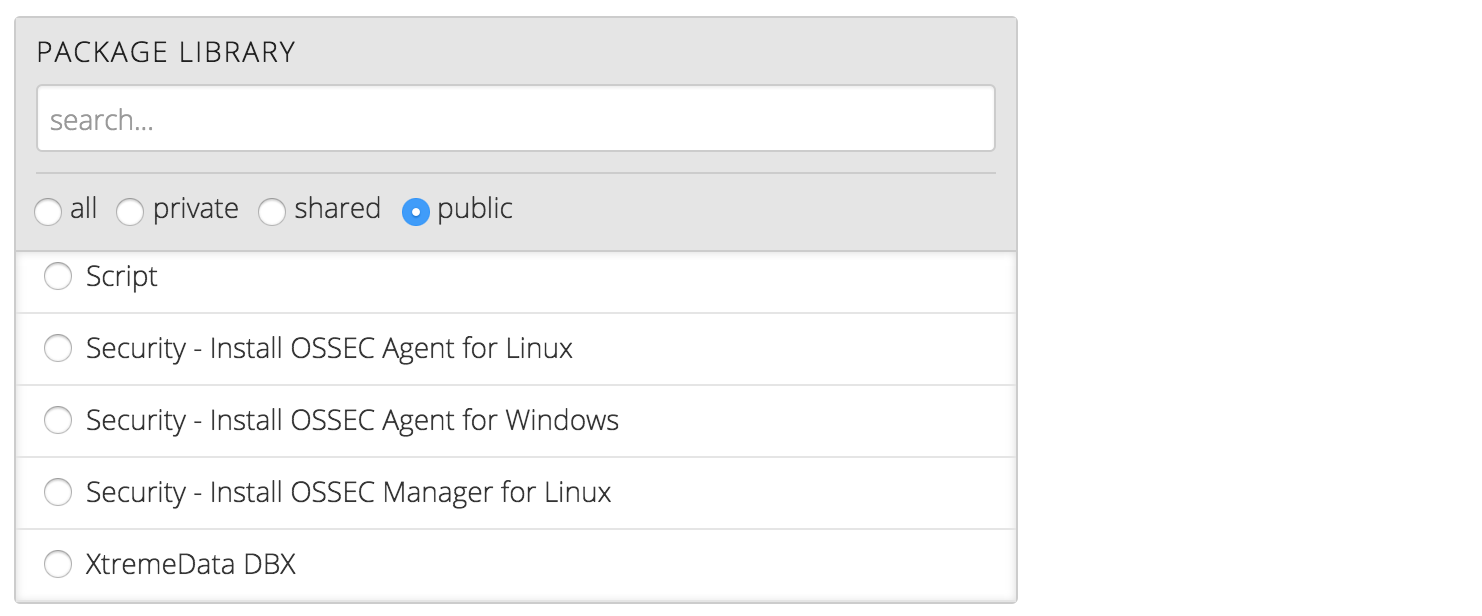 PACKAGE LIBRARY
search...
all private shared public
Script
Security - Install OSSEC Agent for Linux
Security - Install OSSEC Agent for Windows
Security - Install OSSEC Manager for Linux
XtremeData DBX